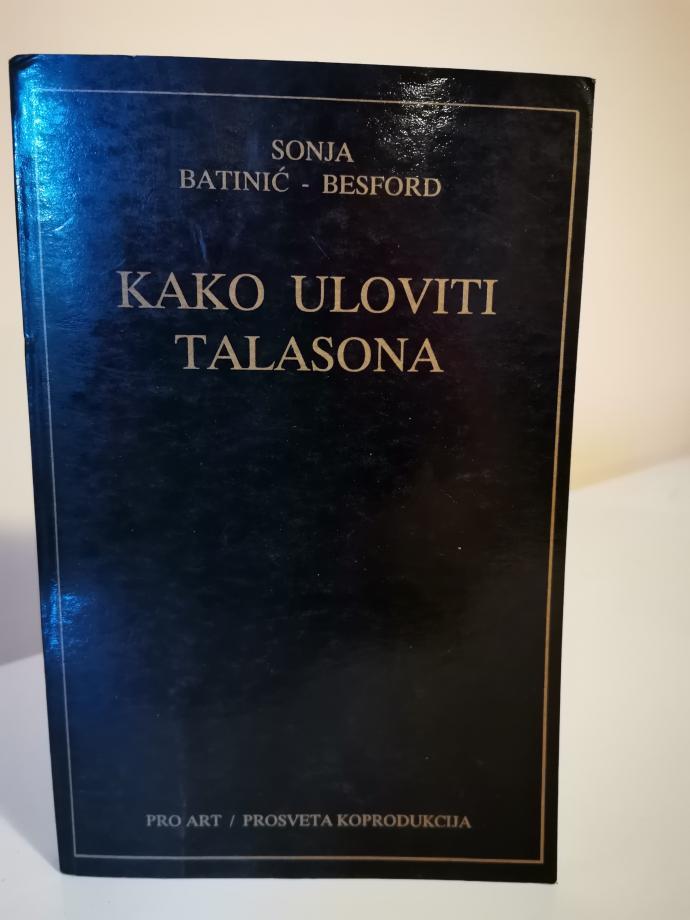 SONJA
BATINIĆ - BESFORD
KAKO ULOVITI
TALASONA
PRO ART / PROSVETA KOPRODUKCIJA